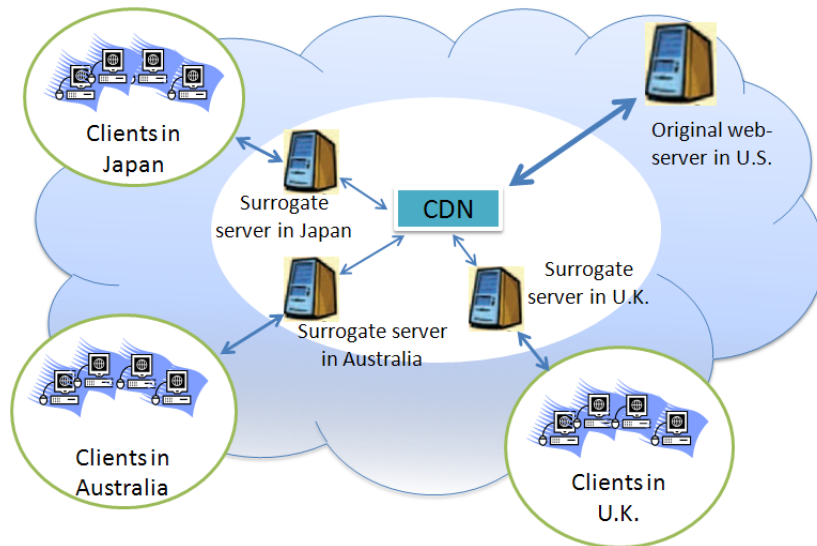 Clients in
Japan
Original web-
server in U.S.
Surrogate
server in Japan
CDN
Surrogate
server in U.K.
Surrogate server
in Australia
Clients in
Australia
Clients in
U.K.